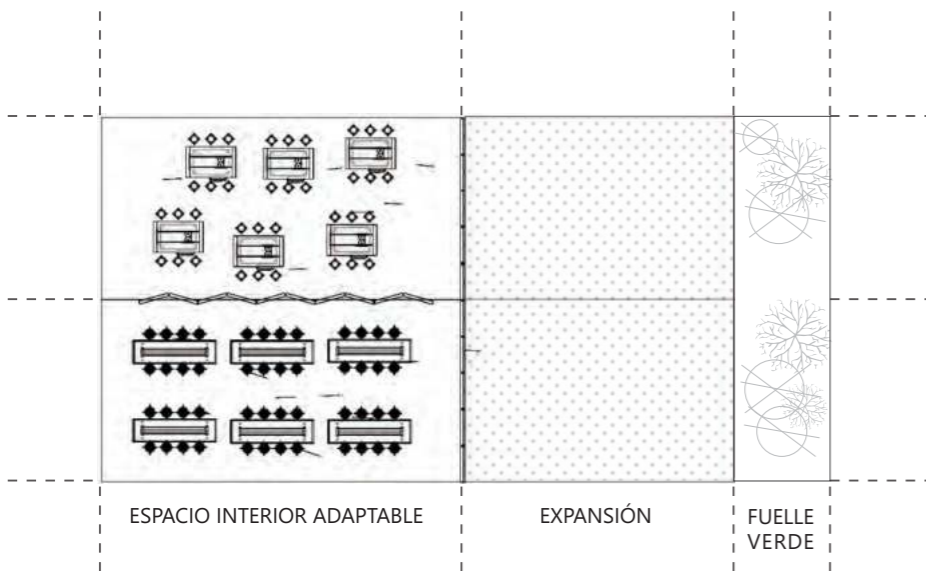 ESPACIO INTERIOR ADAPTABLE
EXPANSIÓN
FUELLE
VERDE